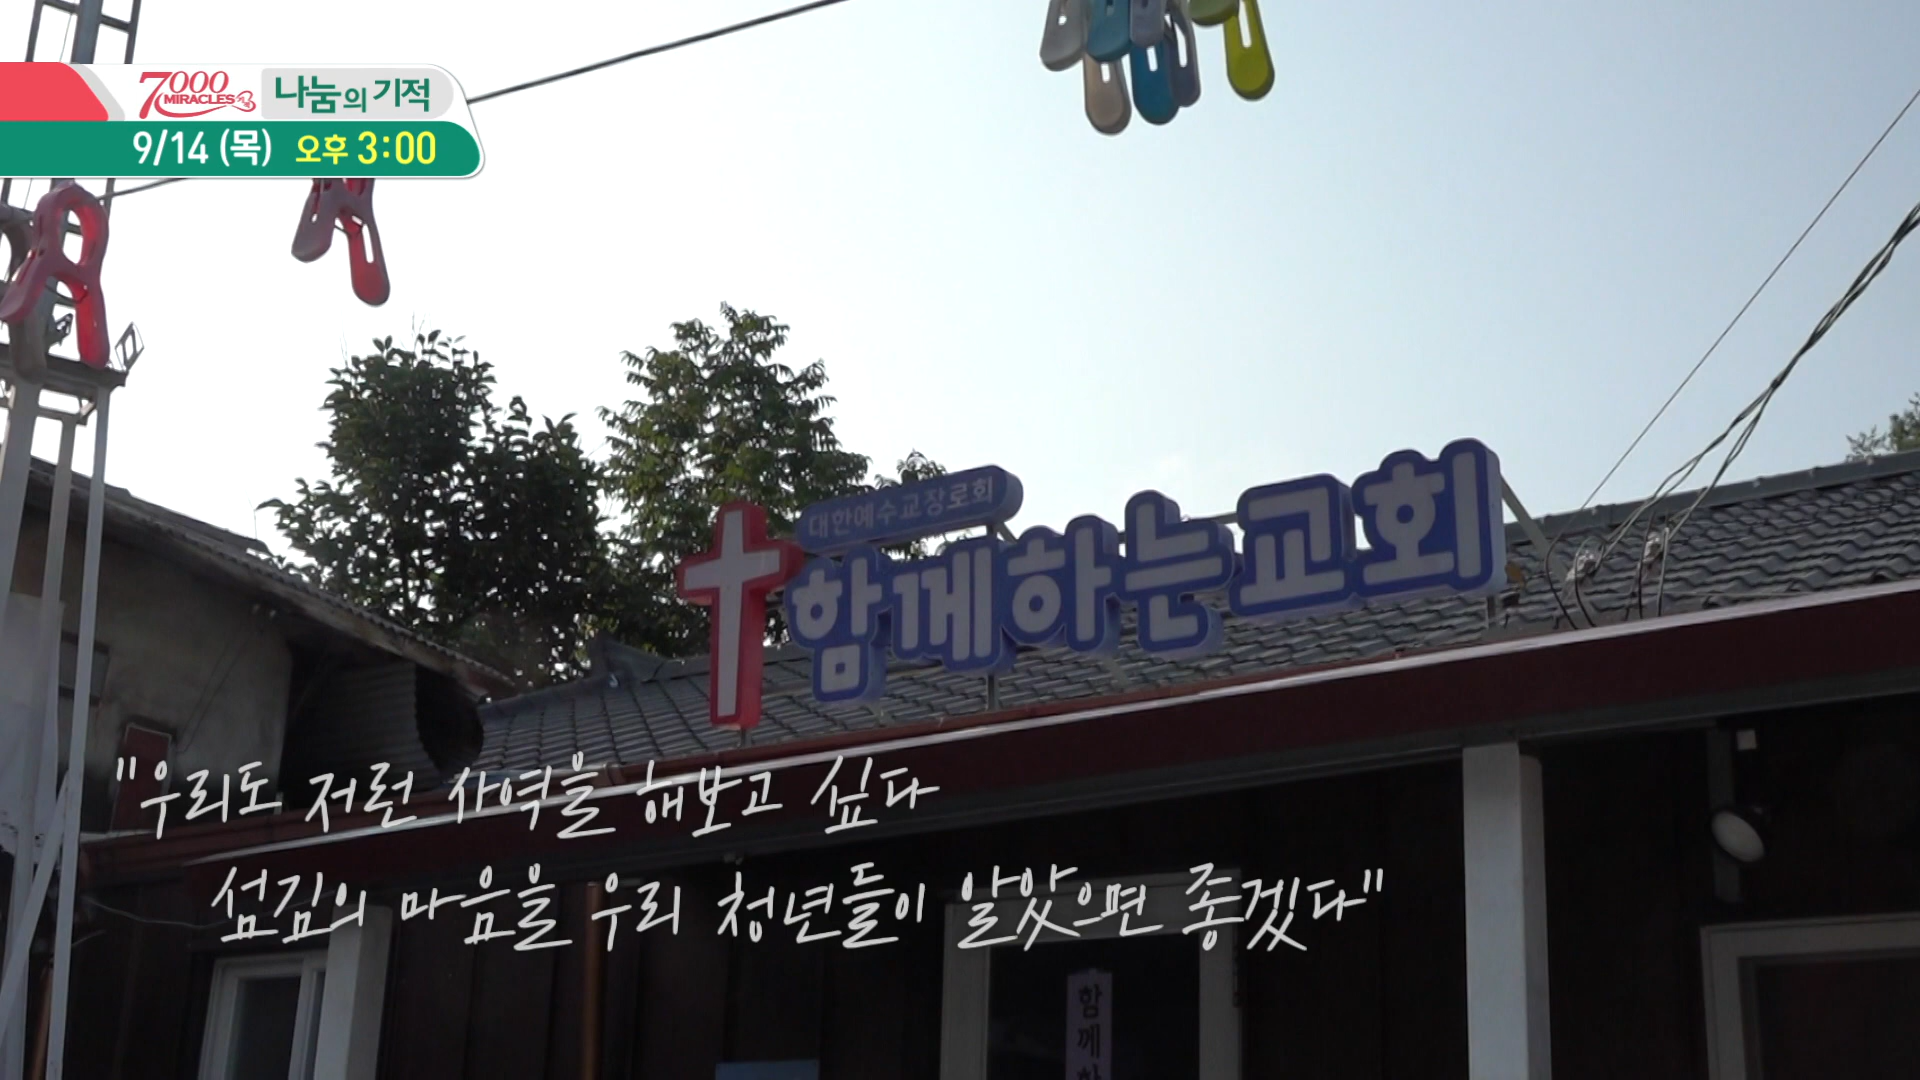 7000
MIRACLES
나눔의 기적
9/14 (목) 오후 3:00
대한예수교장로회
함께하는교회
"우리도 저런 사역을 해보고 싶다
섬김의 마음을 우리 청년들이 알았으면 좋겠다"
함께하